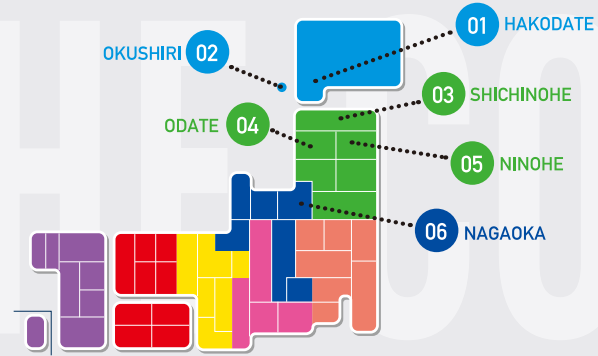 01 HAKODATE
OKUSHIRI 02
03 SHICHINOHE
ODATE 04
05 NINOHE
06 NAGAOKA